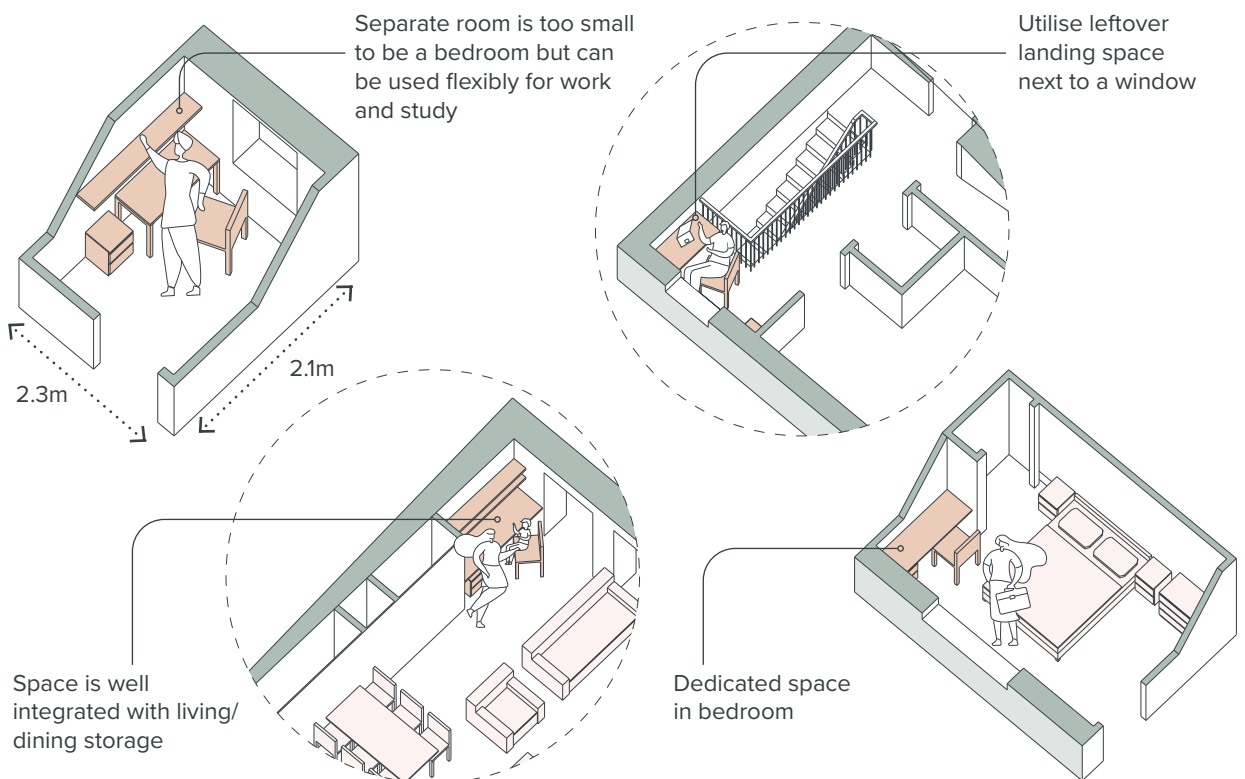 Separate room is too small
to be a bedroom but can
be used flexibly for work
and study
Utilise leftover
landing space
next to a window
2.3m
2.1m
Space is well
integrated with living/
dining storage
Dedicated space
in bedroom